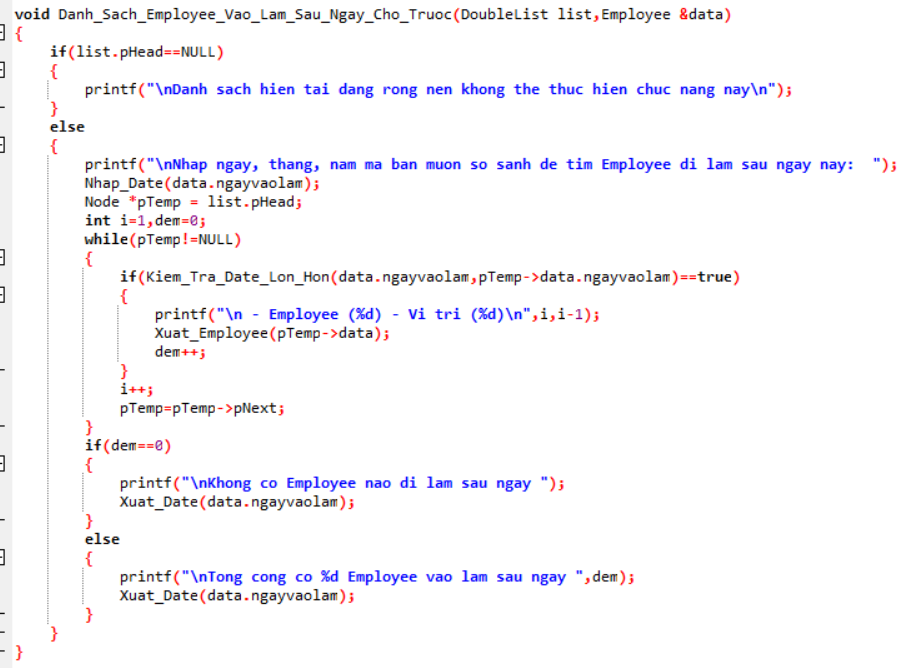 void Danh_Sach_Employee_Vao_Lam_Sau_Ngay_Cho_Truoc(DoubleList list,Employee &data)
{
    if(list.pHead==NULL)
    {
        printf("\nDanh sach hien tai dang rong nen khong the thuc hien chuc nang nay\n");
    }
    else
    {
        printf("\nNhap ngay, thang, nam ma ban muon so sanh de tim Employee di lam sau ngay nay:  ");
        Nhap_Date(data.ngayvaolam);
        Node *pTemp = list.pHead;
        int i=1,dem=0;
        while(pTemp!=NULL)
        {
            if(Kiem_Tra_Date_Lon_Hon(data.ngayvaolam,pTemp->data.ngayvaolam)==true)
            {
                printf("\n - Employee (%d) - Vi tri (%d)\n",i,i-1);
                Xuat_Employee(pTemp->data);
                dem++;
            }
            i++;
            pTemp=pTemp->pNext;
        }
        if(dem==0)
        {
            printf("\nKhong co Employee nao di lam sau ngay ");
            Xuat_Date(data.ngayvaolam);
        }
        else
        {
            printf("\nTong cong co %d Employee vao lam sau ngay ",dem);
            Xuat_Date(data.ngayvaolam);
        }
    }
}